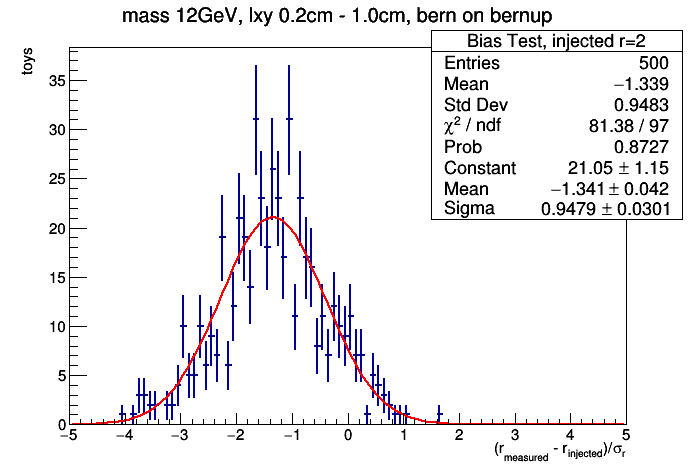 mass 12GeV, lxy 0.2cm - 1.0cm, bern on bernup
Bias Test, injected r=2
Entries 500
Mean −1.339
Std Dev 0.9483
χ² / ndf 81.38 / 97
Prob 0.8727
Constant 21.05 ± 1.15
Mean −1.341 ± 0.042
Sigma 0.9479 ± 0.0301
toys
35
30
25
20
15
10
5
0
−5 −4 −3 −2 −1 0 1 2 3 4 5
(r_measured - r_injected)/σ_r